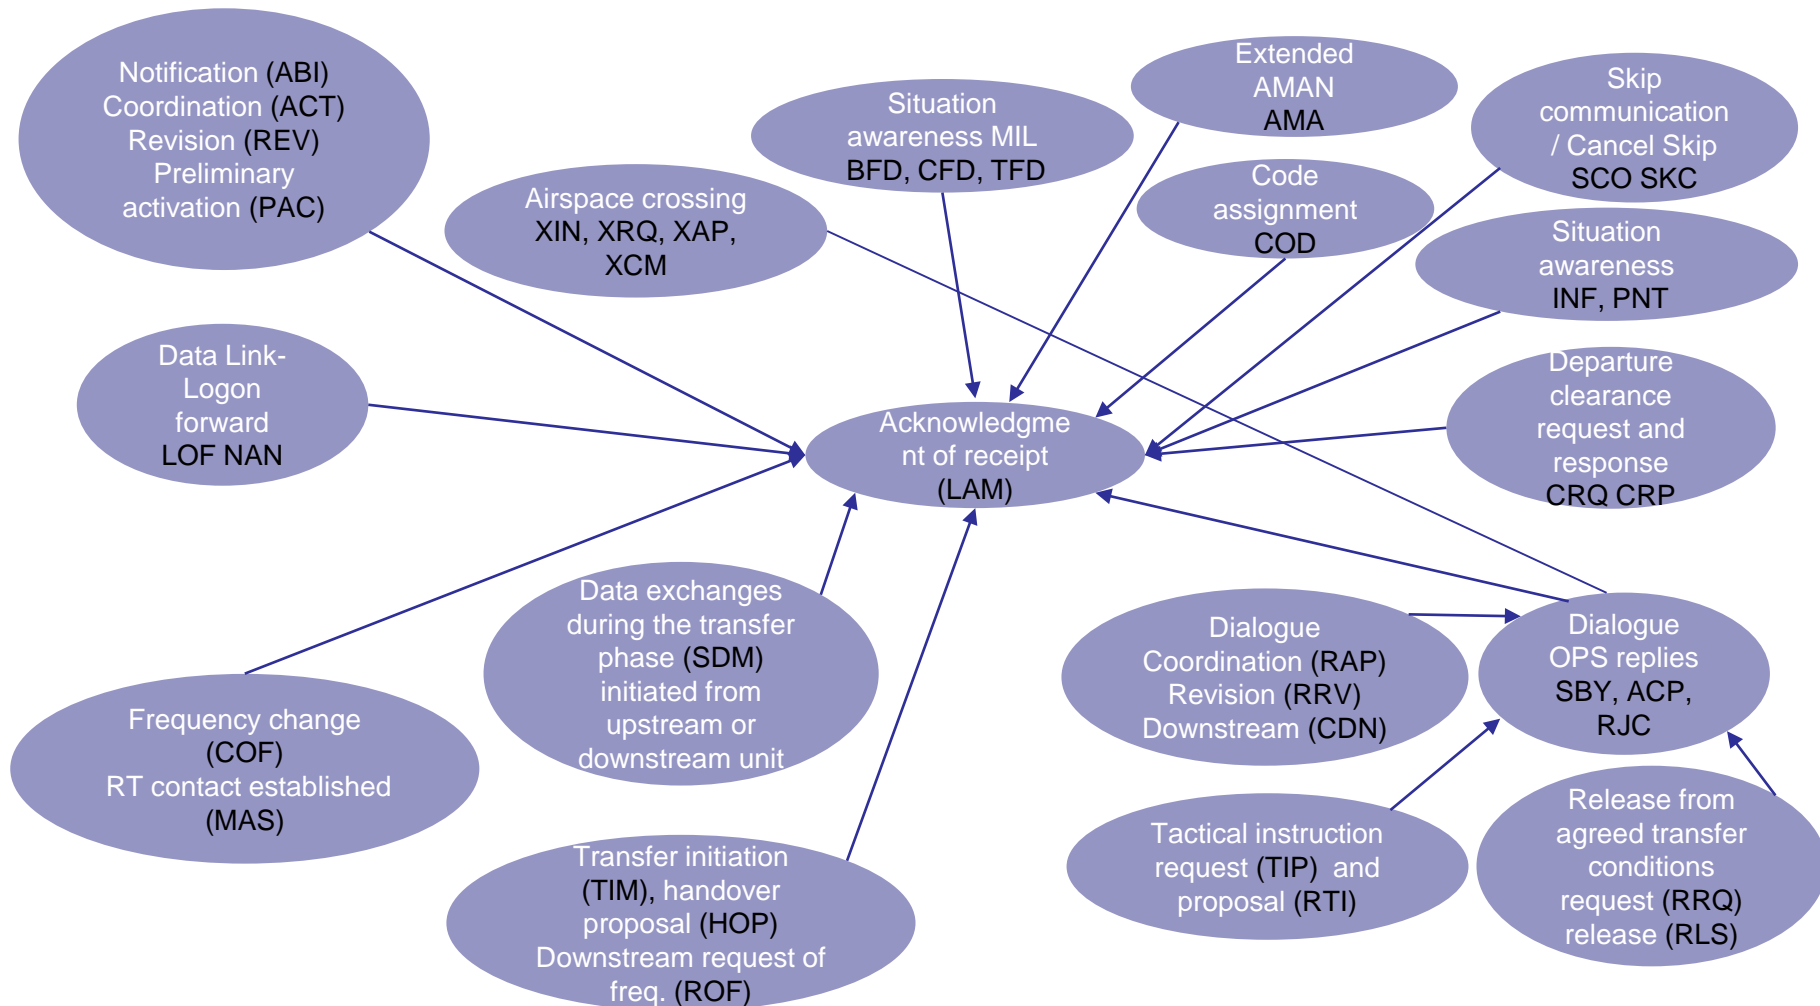 Notification (ABI)
Coordination (ACT)
Revision (REV)
Preliminary
activation (PAC)
Situation
awareness MIL
BFD, CFD, TFD
Extended
AMAN
AMA
Skip
communication
/ Cancel Skip
SCO SKC
Airspace crossing
XIN, XRQ, XAP,
XCM
Code
assignment
COD
Situation
awareness
INF, PNT
Data Link-
Logon
forward
LOF NAN
Acknowledgme
nt of receipt
(LAM)
Departure
clearance
request and
response
CRQ CRP
Data exchanges
during the transfer
phase (SDM)
initiated from
upstream or
downstream unit
Dialogue
Coordination (RAP)
Revision (RRV)
Downstream (CDN)
Dialogue
OPS replies
SBY, ACP,
RJC
Frequency change
(COF)
RT contact established
(MAS)
Transfer initiation
(TIM), handover
proposal (HOP)
Downstream request of
freq. (ROF)
Tactical instruction
request (TIP)  and
proposal (RTI)
Release from
agreed transfer
conditions
request (RRQ)
release (RLS)